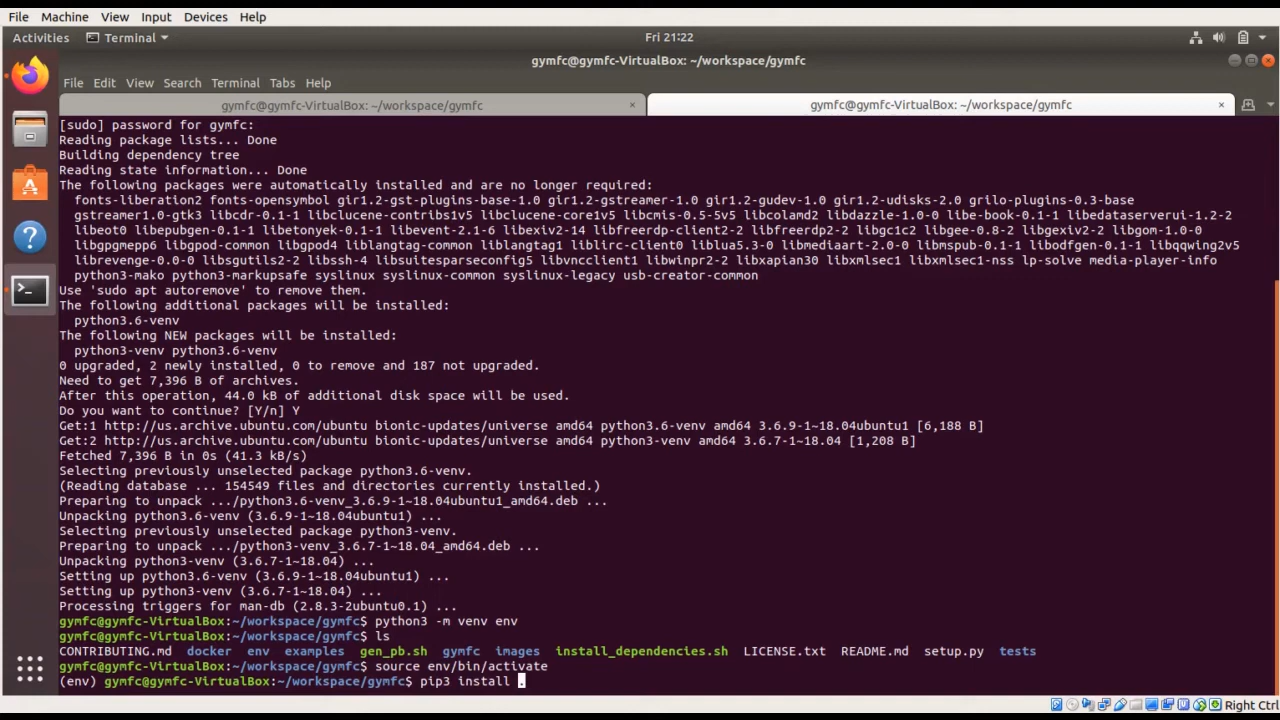 File Machine View Input Devices Help
Activities Terminal Fri 21:22
gymfc@gymfc-VirtualBox: ~/workspace/gymfc
File Edit View Search Terminal Tabs Help
gymfc@gymfc-VirtualBox: ~/workspace/gymfc × gymfc@gymfc-VirtualBox: ~/workspace/gymfc ×
[sudo] password for gymfc:
Reading package lists... Done
Building dependency tree
Reading state information... Done
The following packages were automatically installed and are no longer required:
fonts-liberation2 fonts-opensymbol gir1.2-gst-plugins-base-1.0 gir1.2-gstreamer-1.0 gir1.2-gudev-1.0 gir1.2-udisks-2.0 grilo-plugins-0.3-base
gstreamer1.0-gtk3 libcdr-0.1-1 libclucene-contribs1v5 libclucene-core1v5 libcmis-0.5-5v5 libcolamd2 libdazzle-1.0-0 libe-book-0.1-1 libedataserverui-1.2-2
libeot0 libepubgen-0.1-1 libetonyek-0.1-1 libevent-2.1-6 libexiv2-14 libfreerdp-client2-2 libfreerdp2-2 libgc1c2 libgee-0.8-2 libgexiv2-2 libgom-1.0-0
libgpgmepp6 libgpod-common libgpod4 liblangtag-common liblangtag1 liblirc-client0 liblua5.3-0 libmediaart-2.0-0 libmspub-0.1-1 libodfgen-0.1-1 libqqwing2v5
librevenge-0.0-0 libsgutils2-2 libssh-4 libsuitesparseconfig5 libvncclient1 libwinpr2-2 libxapian30 libxmlsec1 libxmlsec1-nss lp-solve media-player-info
python3-mako python3-markupsafe syslinux syslinux-common syslinux-legacy usb-creator-common
Use 'sudo apt autoremove' to remove them.
The following additional packages will be installed:
python3.6-venv
The following NEW packages will be installed:
python3-venv python3.6-venv
0 upgraded, 2 newly installed, 0 to remove and 187 not upgraded.
Need to get 7,396 B of archives.
After this operation, 44.0 kB of additional disk space will be used.
Do you want to continue? [Y/n] Y
Get:1 http://us.archive.ubuntu.com/ubuntu bionic-updates/universe amd64 python3.6-venv amd64 3.6.9-1~18.04ubuntu1 [6,188 B]
Get:2 http://us.archive.ubuntu.com/ubuntu bionic-updates/universe amd64 python3-venv amd64 3.6.7-1~18.04 [1,208 B]
Fetched 7,396 B in 0s (41.3 kB/s)
Selecting previously unselected package python3.6-venv.
(Reading database ... 154549 files and directories currently installed.)
Preparing to unpack .../python3.6-venv_3.6.9-1~18.04ubuntu1_amd64.deb ...
Unpacking python3.6-venv (3.6.9-1~18.04ubuntu1) ...
Selecting previously unselected package python3-venv.
Preparing to unpack .../python3-venv_3.6.7-1~18.04_amd64.deb ...
Unpacking python3-venv (3.6.7-1~18.04) ...
Setting up python3.6-venv (3.6.9-1~18.04ubuntu1) ...
Setting up python3-venv (3.6.7-1~18.04) ...
Processing triggers for man-db (2.8.3-2ubuntu0.1) ...
gymfc@gymfc-VirtualBox:~/workspace/gymfc$ python3 -m venv env
gymfc@gymfc-VirtualBox:~/workspace/gymfc$ ls
CONTRIBUTING.md docker env examples gen_pb.sh gymfc images install_dependencies.sh LICENSE.txt README.md setup.py tests
gymfc@gymfc-VirtualBox:~/workspace/gymfc$ source env/bin/activate
(env) gymfc@gymfc-VirtualBox:~/workspace/gymfc$ pip3 install .
Right Ctrl